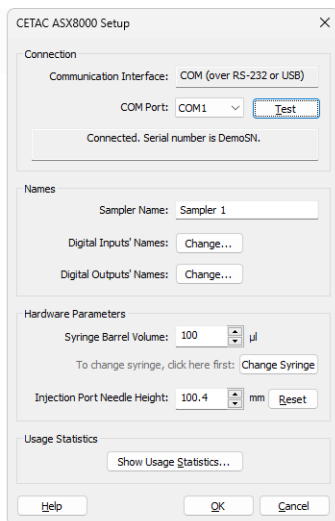 CETAC ASX8000 Setup
Connection
Communication Interface: COM (over RS-232 or USB)
COM Port: COM1 Test
Connected. Serial number is DemoSN.
Names
Sampler Name: Sampler 1
Digital Inputs' Names: Change...
Digital Outputs' Names: Change...
Hardware Parameters
Syringe Barrel Volume: 100 µl
To change syringe, click here first: Change Syringe
Injection Port Needle Height: 100.4 mm Reset
Usage Statistics
Show Usage Statistics...
Help OK Cancel